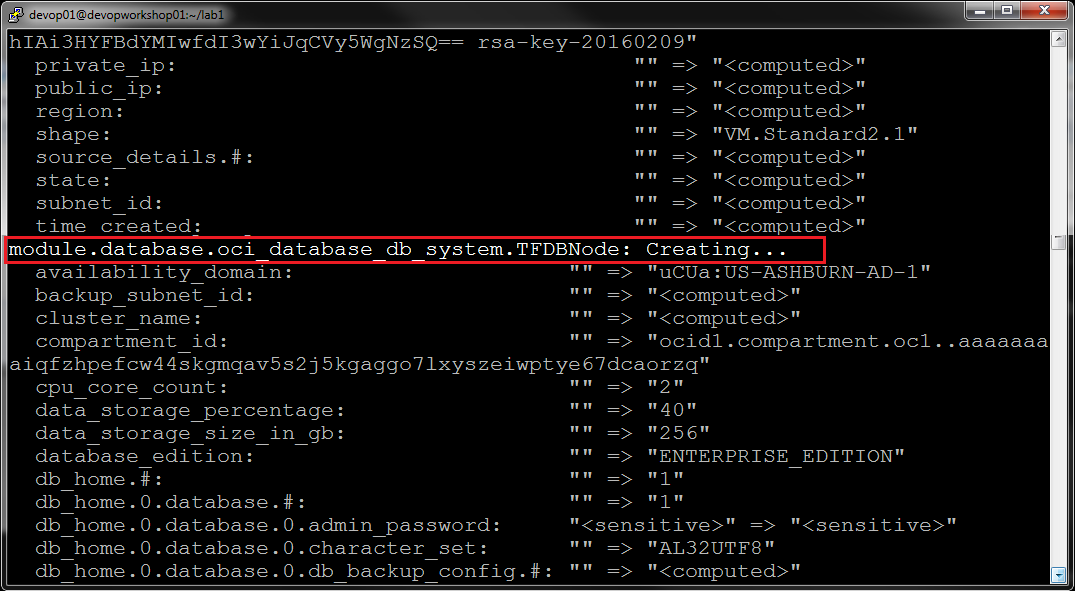 devop01@devopworkshop01:~/lab1
hIAi3HYFBdYMIwfdI3wYiJqCVy5WgNzSQ== rsa-key-20160209"
private_ip: "" => "<computed>"
public_ip: "" => "<computed>"
region: "" => "<computed>"
shape: "" => "VM.Standard2.1"
source_details.#: "" => "<computed>"
state: "" => "<computed>"
subnet_id: "" => "<computed>"
time_created: "" => "<computed>"
module.database.oci_database_db_system.TFDBNode: Creating...
availability_domain: "" => "uCUa:US-ASHBURN-AD-1"
backup_subnet_id: "" => "<computed>"
cluster_name: "" => "<computed>"
compartment_id: "" => "ocid1.compartment.oc1..aaaaaaa
aiqfzhpefcw44skgmqav5s2j5kgaggo7lxyszeiwptye67dcaorzq"
cpu_core_count: "" => "2"
data_storage_percentage: "" => "40"
data_storage_size_in_gb: "" => "256"
database_edition: "" => "ENTERPRISE_EDITION"
db_home.#: "" => "1"
db_home.0.database.#: "" => "1"
db_home.0.database.0.admin_password: "<sensitive>" => "<sensitive>"
db_home.0.database.0.character_set: "" => "AL32UTF8"
db_home.0.database.0.db_backup_config.#: "" => "<computed>"